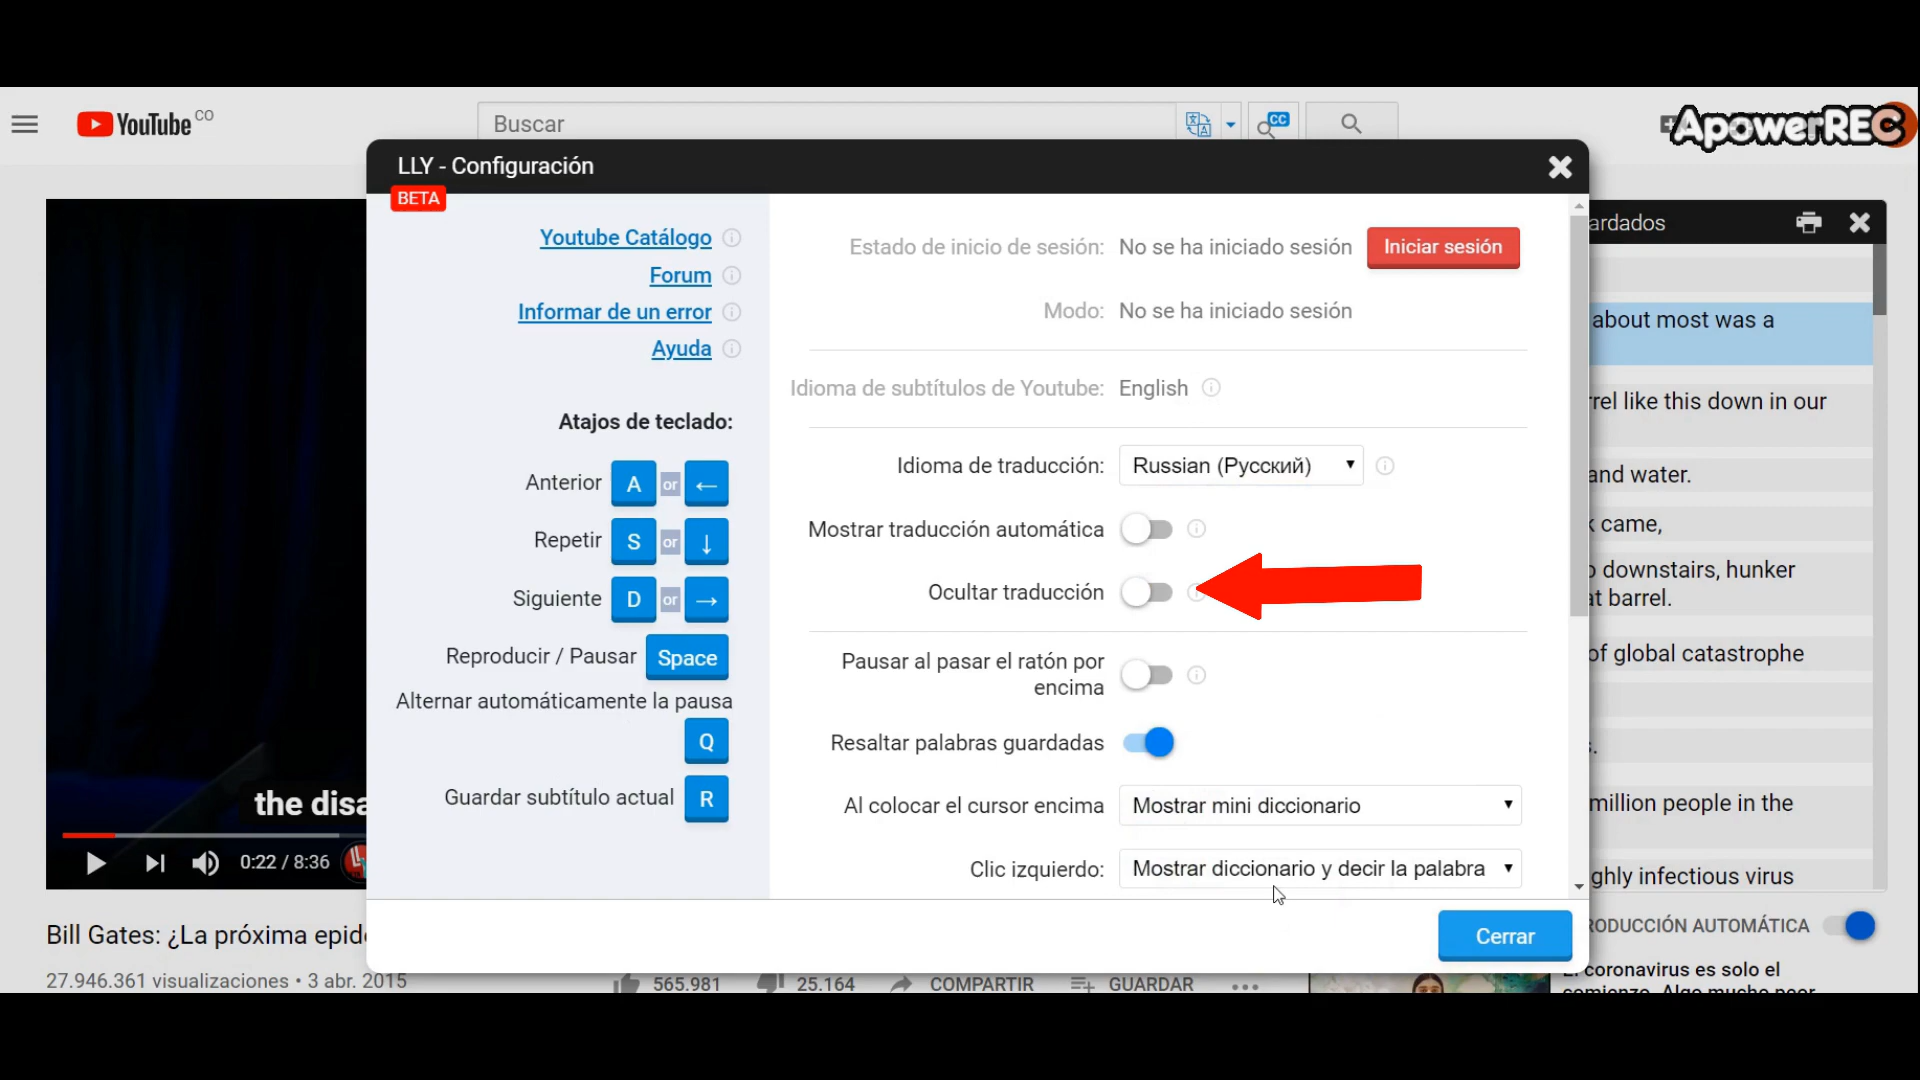 YouTube CO
Buscar
CC
ApowerREC
LLY - Configuración
BETA
Youtube Catálogo
Forum
Informar de un error
Ayuda
Atajos de teclado:
Anterior A or ←
Repetir S or ↓
Siguiente D or →
Reproducir / Pausar Space
Alternar automáticamente la pausa
Q
Guardar subtítulo actual R
Estado de inicio de sesión: No se ha iniciado sesión Iniciar sesión
Modo: No se ha iniciado sesión
Idioma de subtítulos de Youtube: English
Idioma de traducción: Russian (Русский)
Mostrar traducción automática
Ocultar traducción
Pausar al pasar el ratón por
encima
Resaltar palabras guardadas
Al colocar el cursor encima Mostrar mini diccionario
Clic izquierdo: Mostrar diccionario y decir la palabra
Cerrar
ardados
about most was a
rel like this down in our
and water.
came,
downstairs, hunker
at barrel.
of global catastrophe
million people in the
ghly infectious virus
RODUCCIÓN AUTOMÁTICA
the disa
0:22 / 8:36
Bill Gates: ¿La próxima epid
27.946.361 visualizaciones • 3 abr. 2015
565.981
25.164
COMPARTIR
GUARDAR
El coronavirus es solo el
comienzo. Algo mucho peor